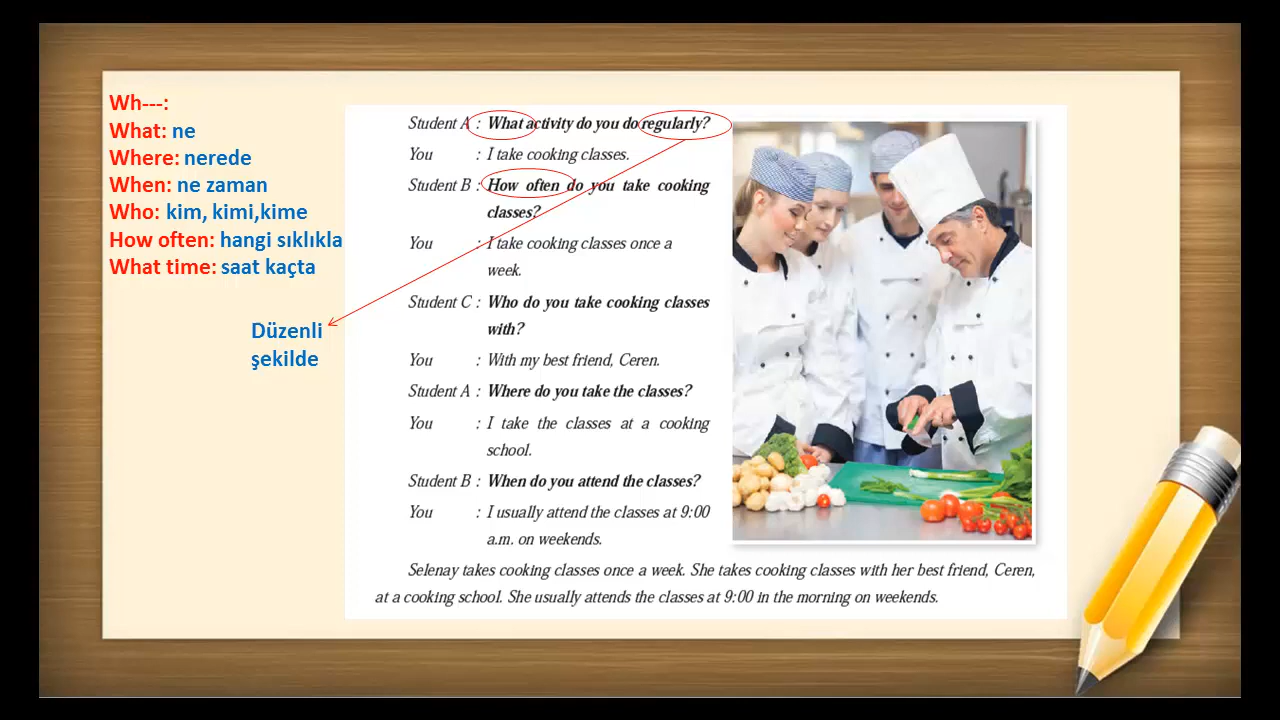 Wh---:
What: ne
Where: nerede
When: ne zaman
Who: kim, kimi,kime
How often: hangi sıklıkla
What time: saat kaçta
Düzenli
şekilde
Student A : What activity do you do regularly?
You : I take cooking classes.
Student B : How often do you take cooking
classes?
You : I take cooking classes once a
week.
Student C : Who do you take cooking classes
with?
You : With my best friend, Ceren.
Student A : Where do you take the classes?
You : I take the classes at a cooking
school.
Student B : When do you attend the classes?
You : I usually attend the classes at 9:00
a.m. on weekends.
Selenay takes cooking classes once a week. She takes cooking classes with her best friend, Ceren,
at a cooking school. She usually attends the classes at 9:00 in the morning on weekends.